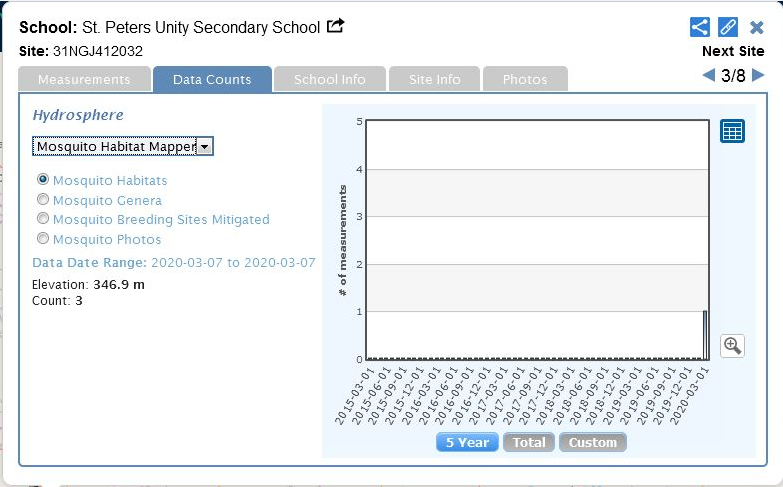 School: St. Peters Unity Secondary School
Site: 31NGJ412032
Next Site
3/8
Measurements
Data Counts
School Info
Site Info
Photos
Hydrosphere
Mosquito Habitat Mapper
Mosquito Habitats
Mosquito Genera
Mosquito Breeding Sites Mitigated
Mosquito Photos
Data Date Range: 2020-03-07 to 2020-03-07
Elevation: 346.9 m
Count: 3
# of measurements
5
4
3
2
1
0
2015-03-01
2015-06-01
2015-09-01
2015-12-01
2016-03-01
2016-06-01
2016-09-01
2016-12-01
2017-03-01
2017-06-01
2017-09-01
2017-12-01
2018-03-01
2018-06-01
2018-09-01
2018-12-01
2019-03-01
2019-06-01
2019-09-01
2019-12-01
2020-03-01
5 Year
Total
Custom